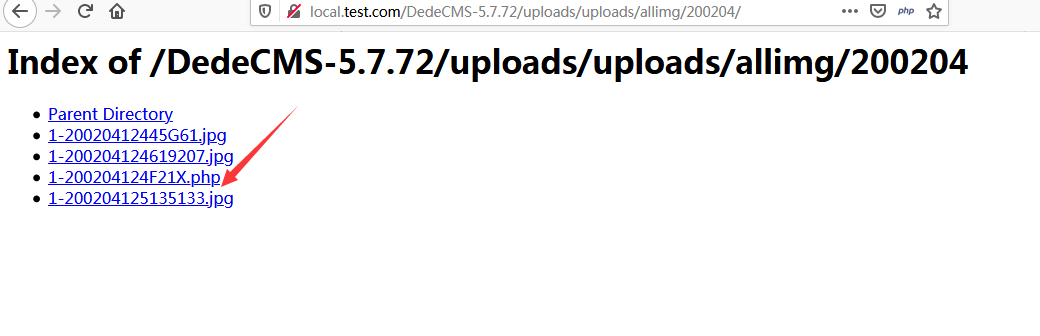 local.test.com/DedeCMS-5.7.72/uploads/uploads/allimg/200204/
php
Index of /DedeCMS-5.7.72/uploads/uploads/allimg/200204
Parent Directory
1-20020412445G61.jpg
1-200204124619207.jpg
1-200204124F21X.php
1-200204125135133.jpg